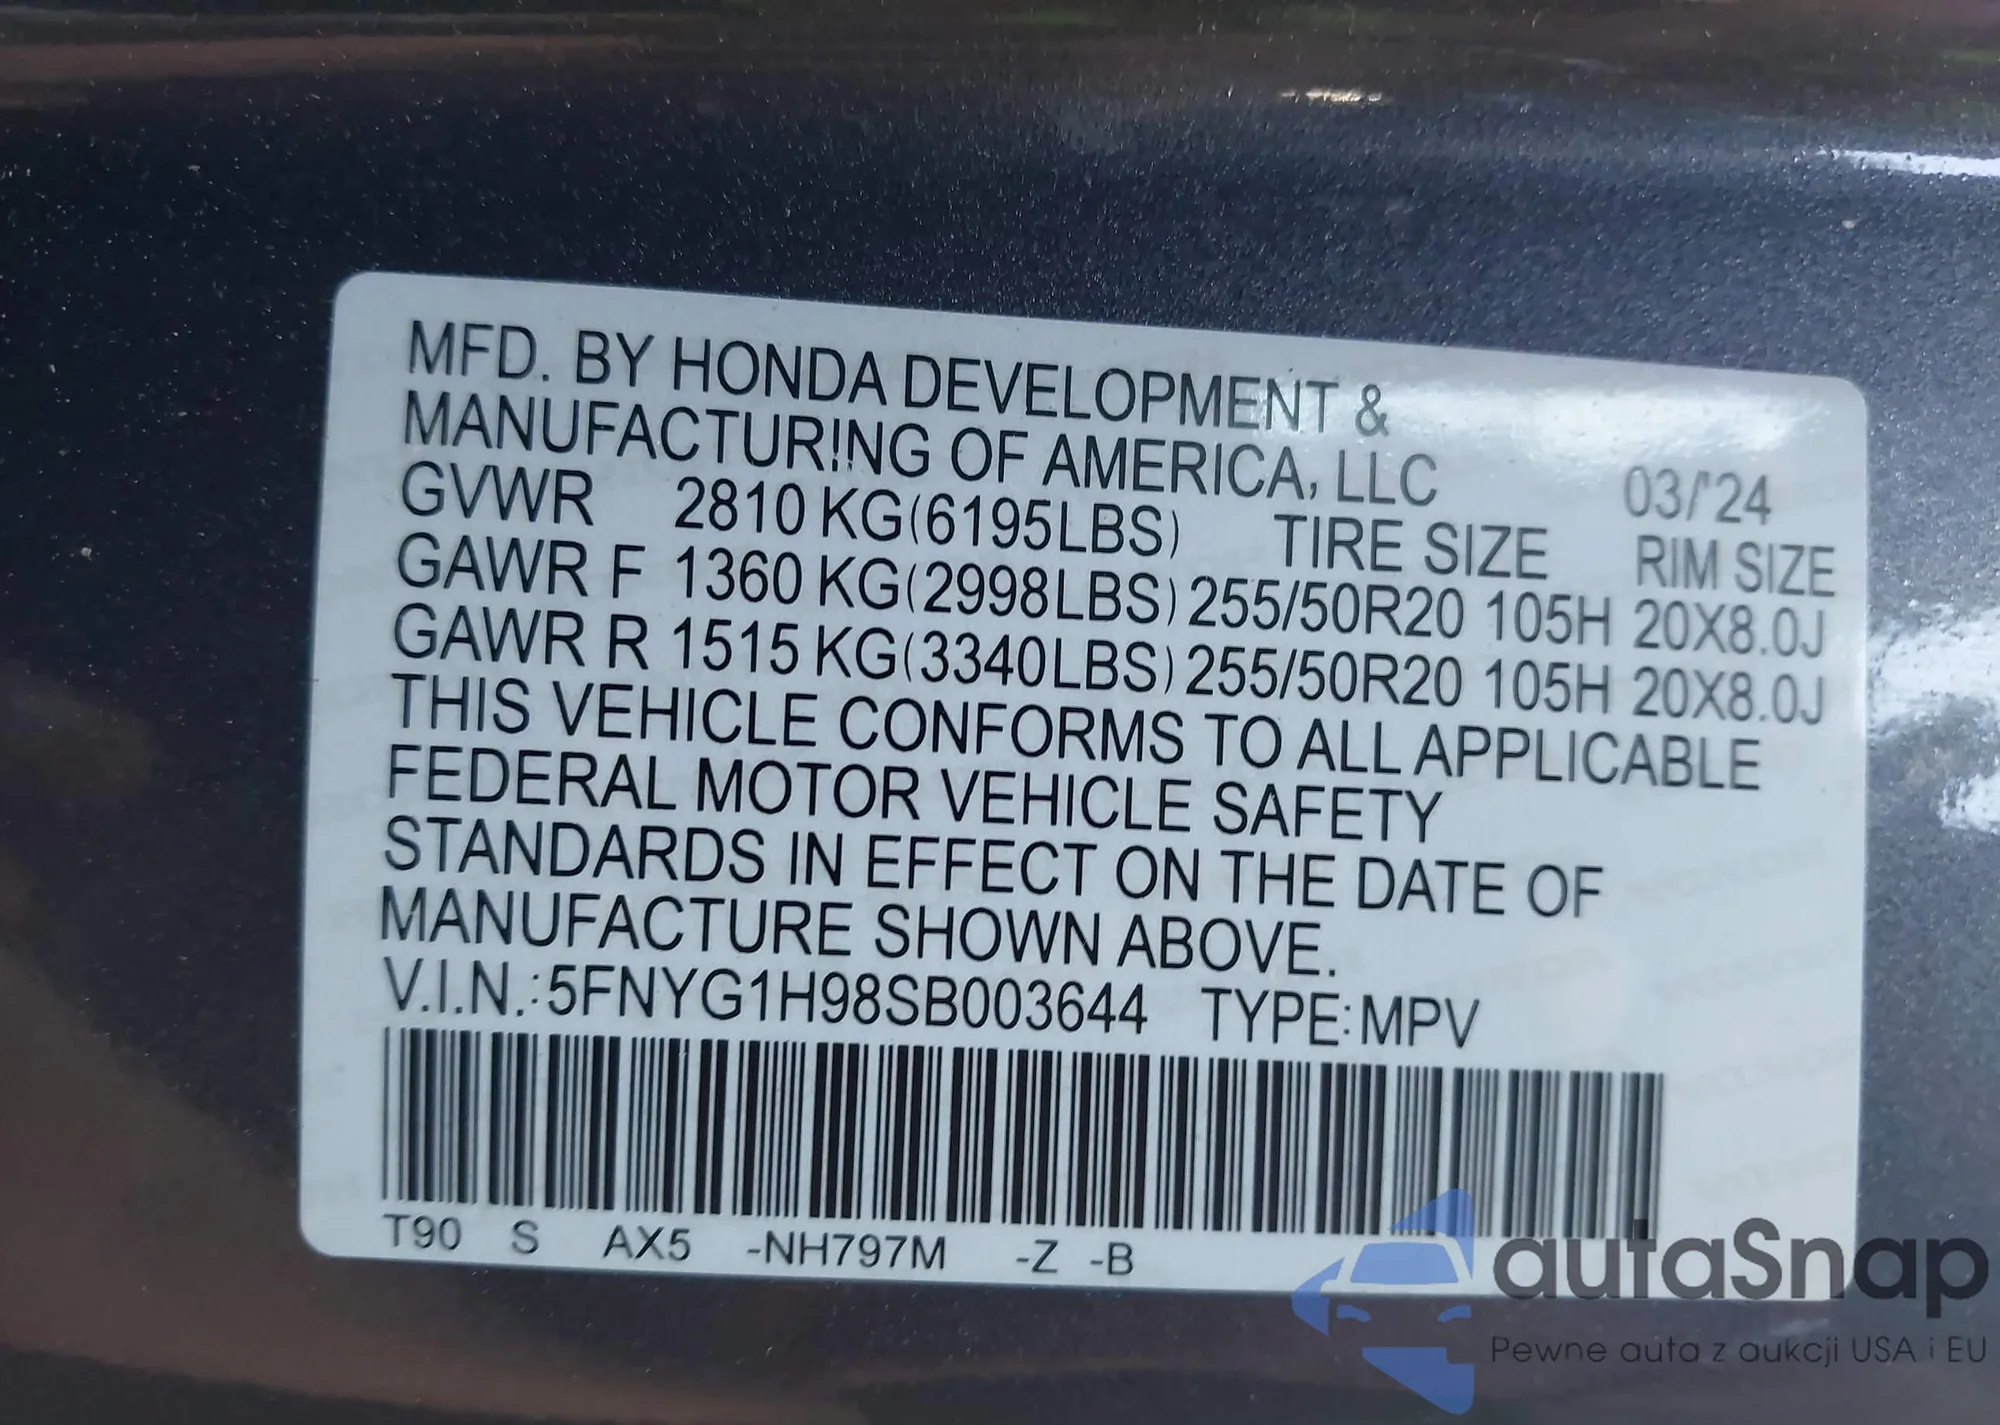 MFD. BY HONDA DEVELOPMENT &
MANUFACTURING OF AMERICA, LLC 03/'24
GVWR 2810 KG(6195LBS) TIRE SIZE RIM SIZE
GAWR F 1360 KG(2998LBS) 255/50R20 105H 20X8.0J
GAWR R 1515 KG(3340LBS) 255/50R20 105H 20X8.0J
THIS VEHICLE CONFORMS TO ALL APPLICABLE
FEDERAL MOTOR VEHICLE SAFETY
STANDARDS IN EFFECT ON THE DATE OF
MANUFACTURE SHOWN ABOVE.
V.I.N.:5FNYG1H98SB003644 TYPE:MPV
T90 S AX5 -NH797M -Z -B
autaSnap
Pewne auta z aukcji USA i EU